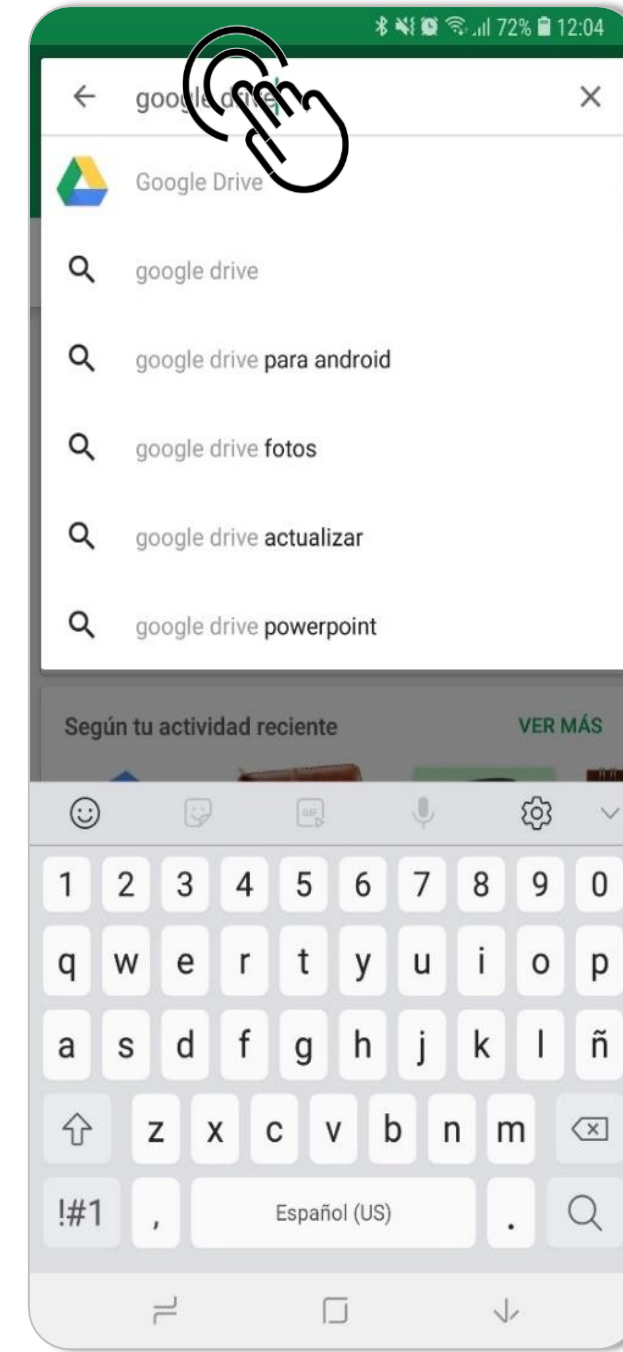 72% 12:04
google drive
Google Drive
google drive
google drive para android
google drive fotos
google drive actualizar
google drive powerpoint
Según tu actividad reciente VER MÁS
GIF
1 2 3 4 5 6 7 8 9 0
q w e r t y u i o p
a s d f g h j k l ñ
z x c v b n m
!#1 , Español (US) .